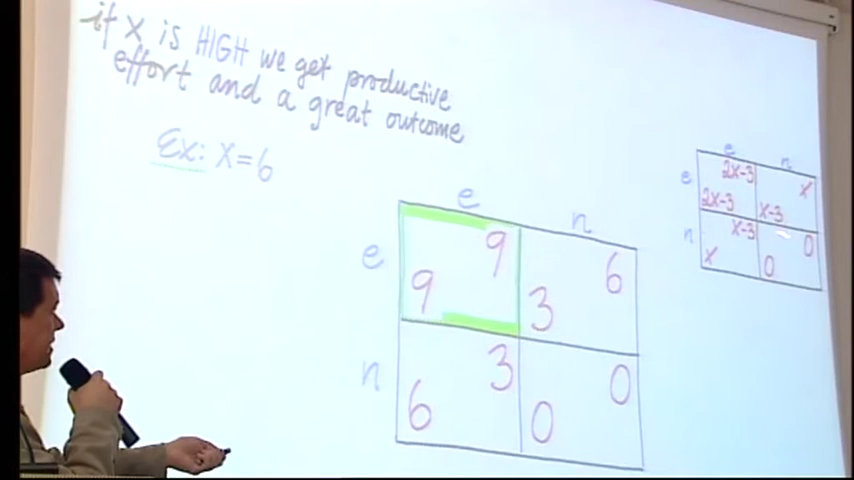 if x is HIGH we get productive
effort and a great outcome
Ex: x=6
e n
e 9 9 3 6
n 6 3 0 0
e n
e 2x-3 2x-3 x-3 x
n x x-3 0 0